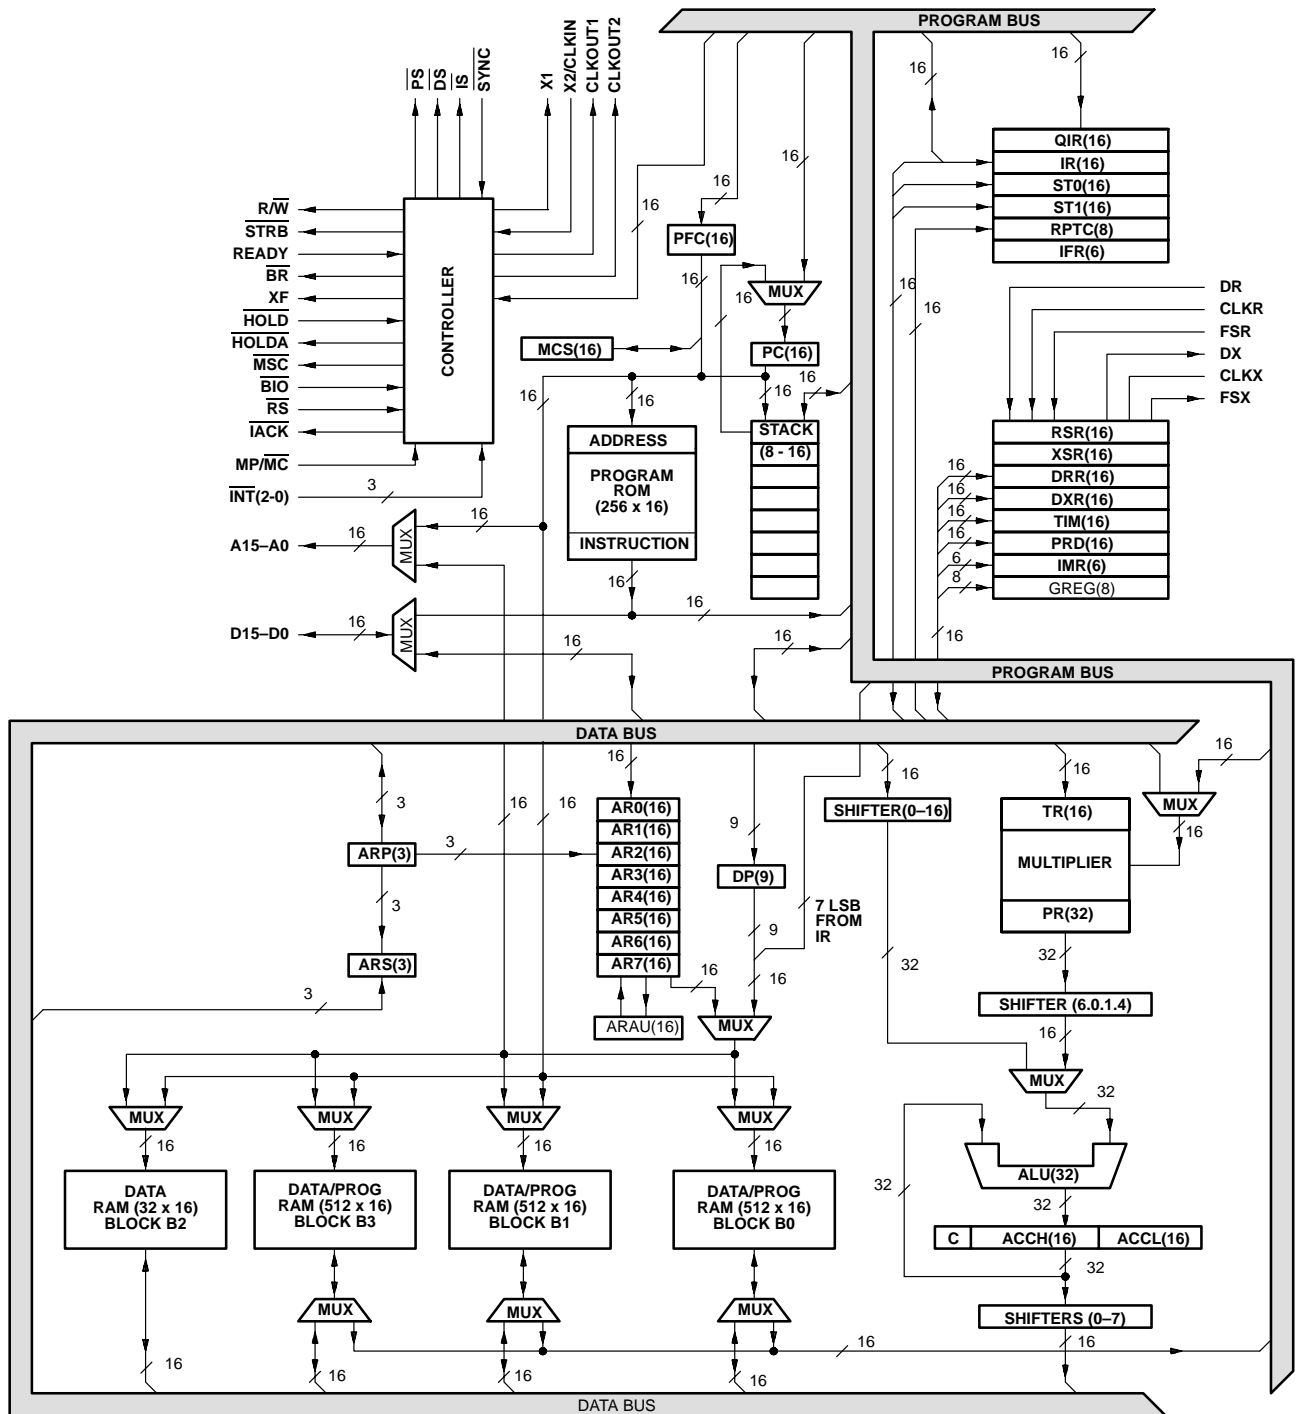 PROGRAM BUS
PS
DS
IS
SYNC
X1
X2/CLKIN
CLKOUT1
CLKOUT2
16
16
QIR(16)
IR(16)
ST0(16)
ST1(16)
RPTC(8)
IFR(6)
R/W
STRB
READY
BR
XF
HOLD
HOLDA
MSC
BIO
RS
IACK
MP/MC
INT(2-0)
3
CONTROLLER
16
16
16
PFC(16)
16
16
MUX
16
MCS(16)
PC(16)
16
16
16
16
16
16
DR
CLKR
FSR
DX
CLKX
FSX
ADDRESS
PROGRAM
ROM
(256 x 16)
INSTRUCTION
16
STACK
(8 - 16)
RSR(16)
XSR(16)
16
DRR(16)
16
DXR(16)
16
TIM(16)
16
PRD(16)
6
IMR(6)
8
GREG(8)
16
A15–A0
16
MUX
16
D15–D0
16
MUX
16
16
16
PROGRAM BUS
DATA BUS
3
16
16
16
16
16
16
AR0(16)
AR1(16)
AR2(16)
AR3(16)
AR4(16)
AR5(16)
AR6(16)
AR7(16)
9
SHIFTER(0–16)
TR(16)
MULTIPLIER
PR(32)
MUX
16
ARP(3)
3
DP(9)
3
9
7 LSB
FROM
IR
32
32
ARS(3)
3
16
16
ARAU(16)
MUX
SHIFTER (6.0.1.4)
16
MUX
32
MUX
16
MUX
16
MUX
16
MUX
16
DATA
RAM (32 x 16)
BLOCK B2
DATA/PROG
RAM (512 x 16)
BLOCK B3
DATA/PROG
RAM (512 x 16)
BLOCK B1
DATA/PROG
RAM (512 x 16)
BLOCK B0
ALU(32)
32
32
C
ACCH(16)
ACCL(16)
32
MUX
MUX
MUX
SHIFTERS (0–7)
16
16
16
16
16
16
DATA BUS